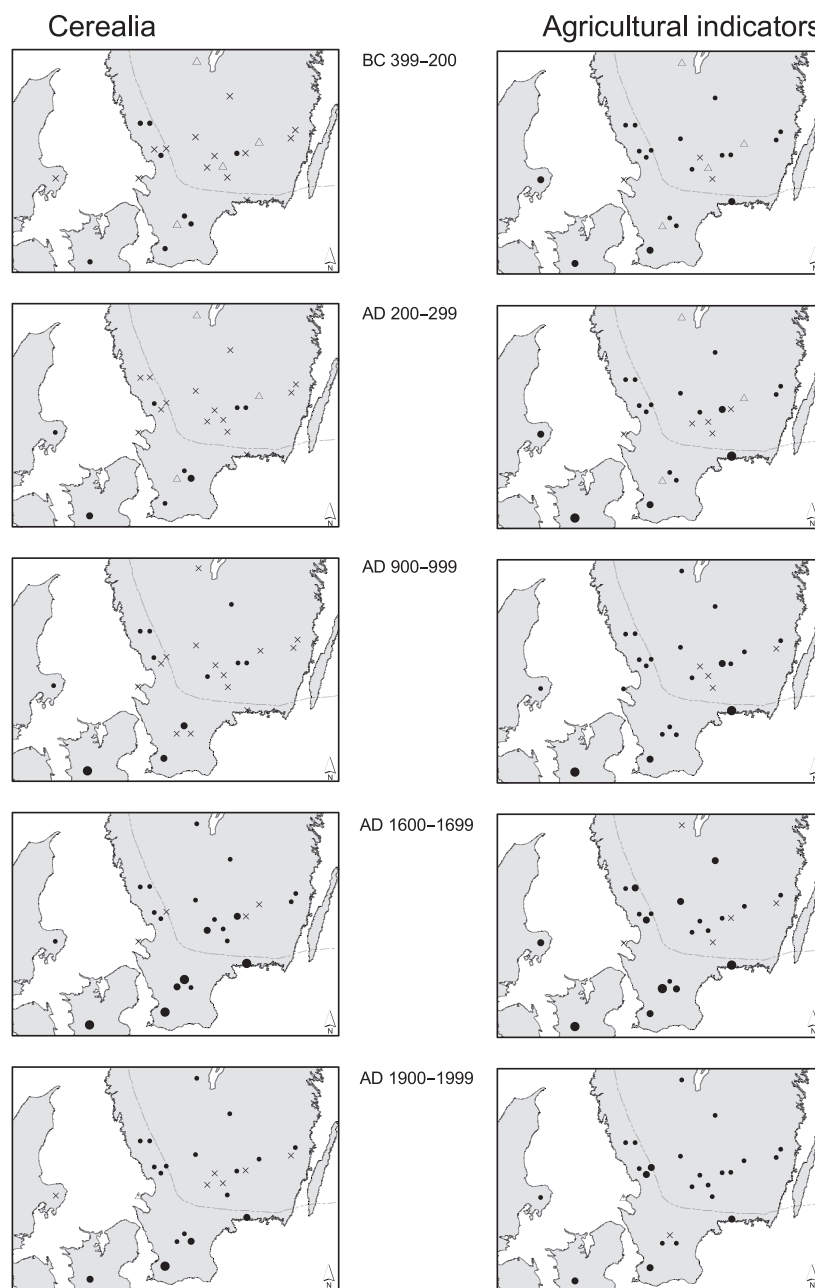 Cerealia
Agricultural indicators
BC 399–200
N
N
AD 200–299
N
N
AD 900–999
N
N
AD 1600–1699
N
N
AD 1900–1999
N
N